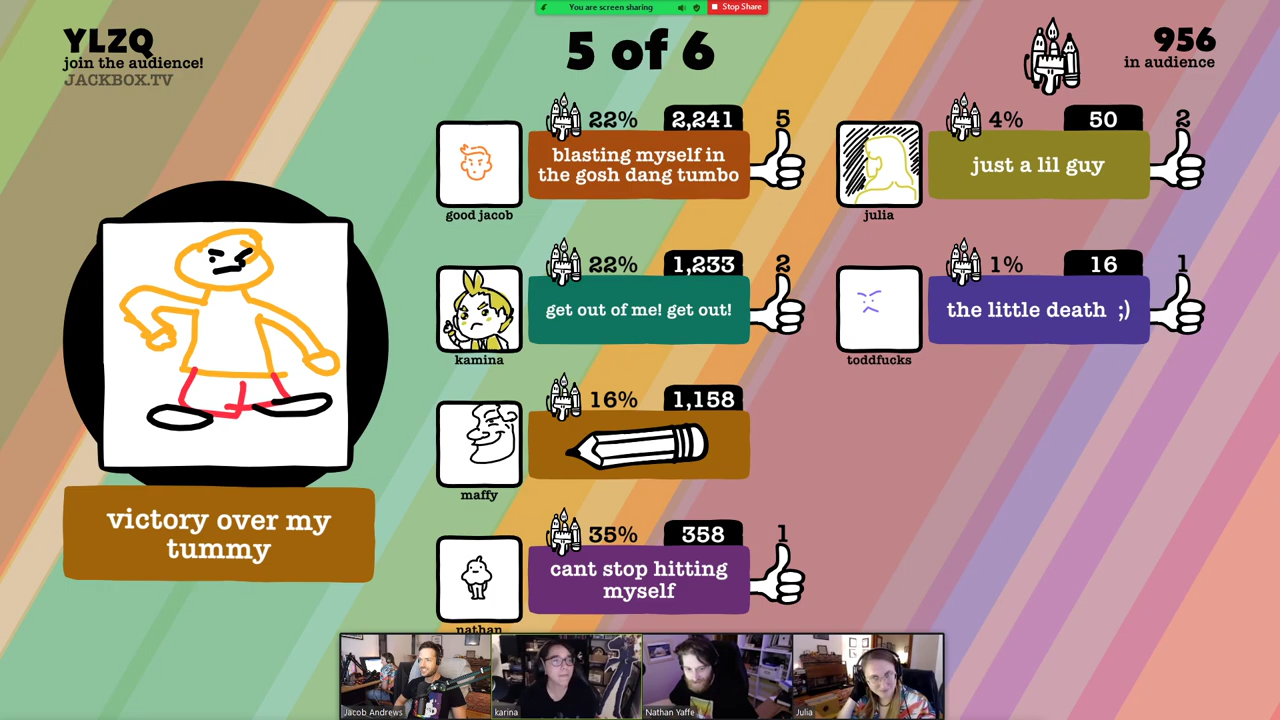 You are screen sharing
Stop Share
YLZQ
join the audience!
JACKBOX.TV
5 of 6
956
in audience
victory over my
tummy
22%
2,241
5
blasting myself in
the gosh dang tumbo
good jacob
22%
1,233
2
get out of me! get out!
kamina
16%
1,158
maffy
35%
358
1
cant stop hitting
myself
nathan
4%
50
2
just a lil guy
julia
1%
16
1
the little death ;)
toddfucks
Jacob Andrews
karina
Nathan Yaffe
Julia